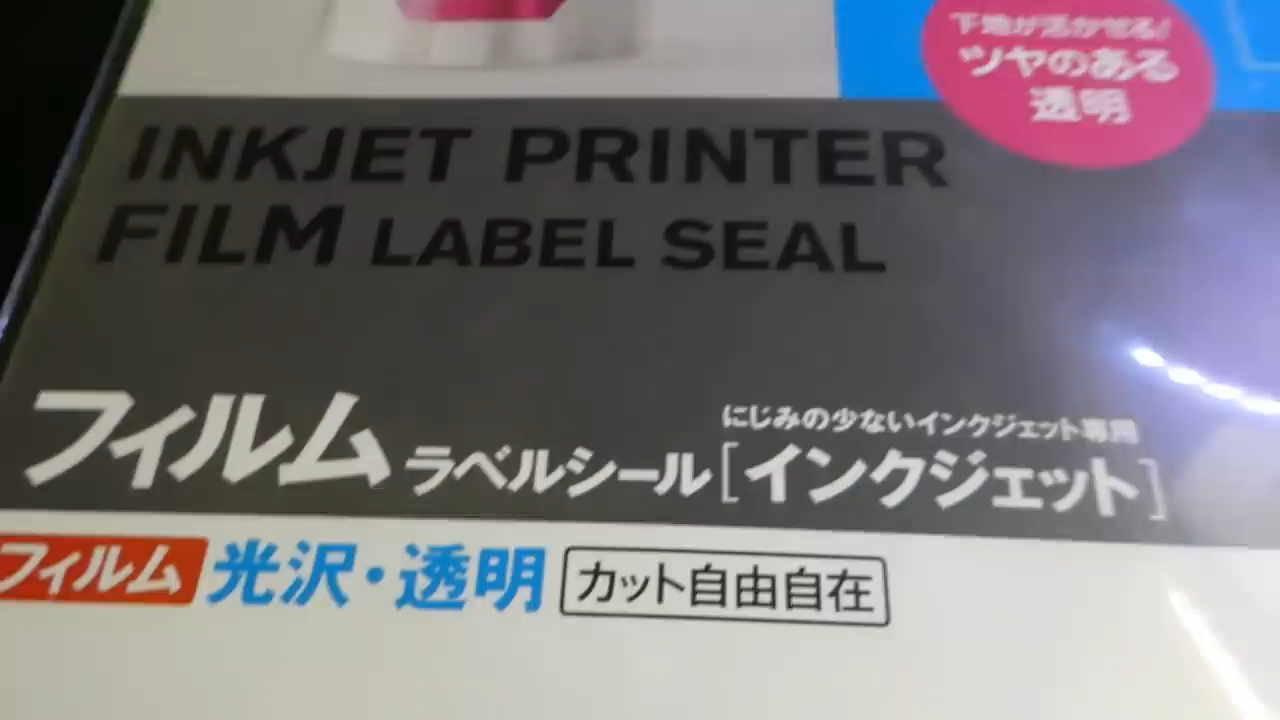 下地が活かせる!
ツヤのある
透明
INKJET PRINTER
FILM LABEL SEAL
にじみの少ないインクジェット専用
フィルム ラベルシール[インクジェット]
フィルム 光沢・透明 カット自由自在